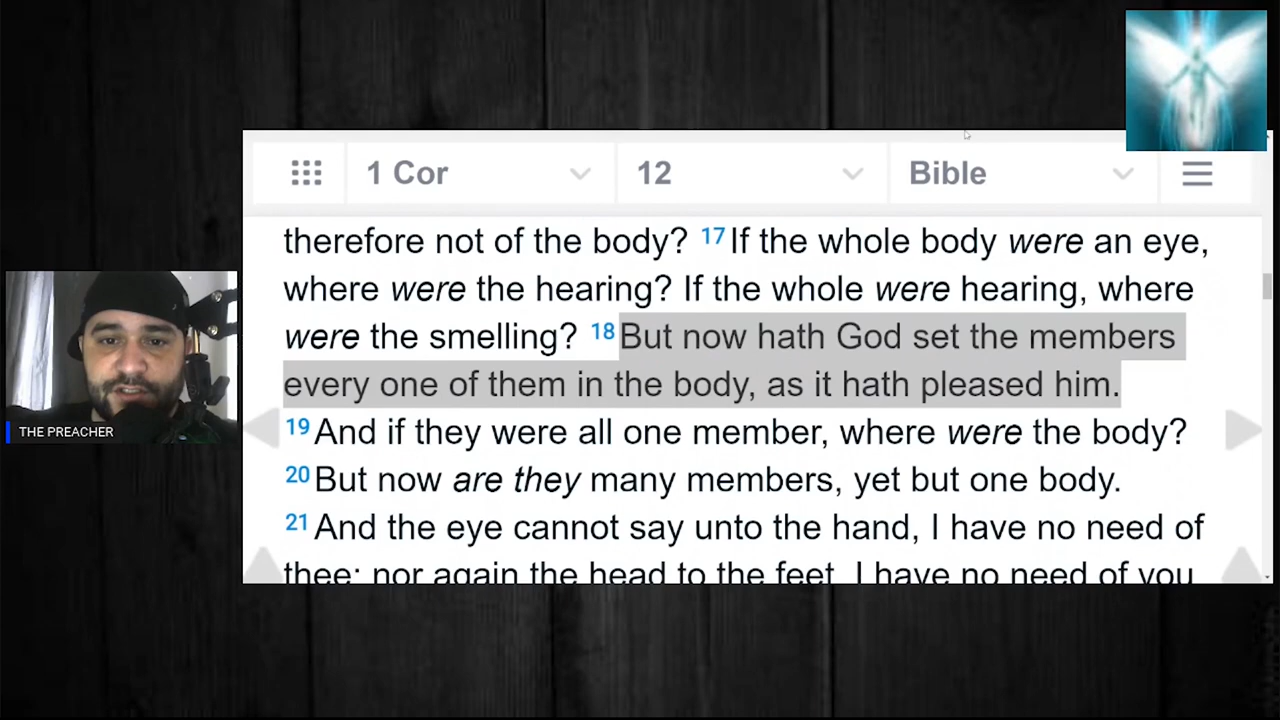 1 Cor
12
Bible
therefore not of the body? 17 If the whole body were an eye,
where were the hearing? If the whole were hearing, where
were the smelling? 18 But now hath God set the members
every one of them in the body, as it hath pleased him.
19 And if they were all one member, where were the body?
20 But now are they many members, yet but one body.
21 And the eye cannot say unto the hand, I have no need of
thee: nor again the head to the feet, I have no need of you
THE PREACHER